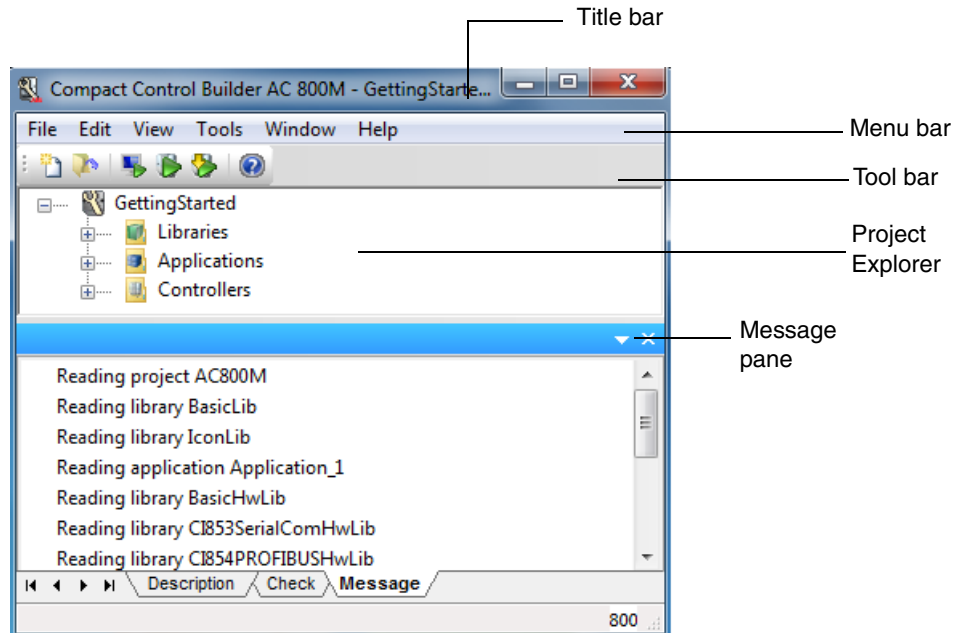 Title bar
Compact Control Builder AC 800M - GettingStarte...
File Edit View Tools Window Help
Menu bar
Tool bar
GettingStarted
Libraries
Applications
Controllers
Project
Explorer
Message
pane
Reading project AC800M
Reading library BasicLib
Reading library IconLib
Reading application Application_1
Reading library BasicHwLib
Reading library CI853SerialComHwLib
Reading library CI854PROFIBUSHwLib
Description Check Message
800